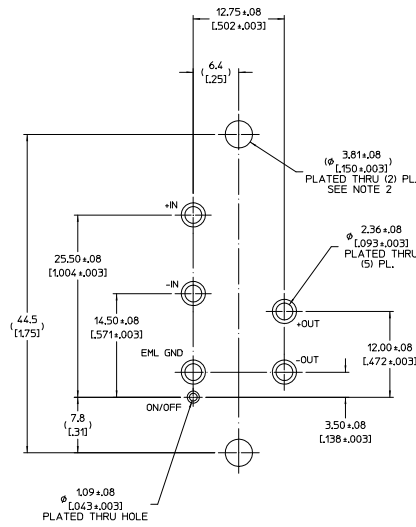 12.75±.08
[.502±.003]
6.4
[.25]
3.81±.08
[.150±.003]
PLATED THRU (2) PL.
SEE NOTE 2
+IN
ø 2.36±.08
[.093±.003]
PLATED THRU
(5) PL.
25.50±.08
[1.004±.003]
-IN
14.50±.08
[.571±.003]
+OUT
44.5
[1.75]
EML GND
-OUT
12.00±.08
[.472±.003]
ON/OFF
7.8
[.31]
3.50±.08
[.138±.003]
ø 1.09±.08
[.043±.003]
PLATED THRU HOLE